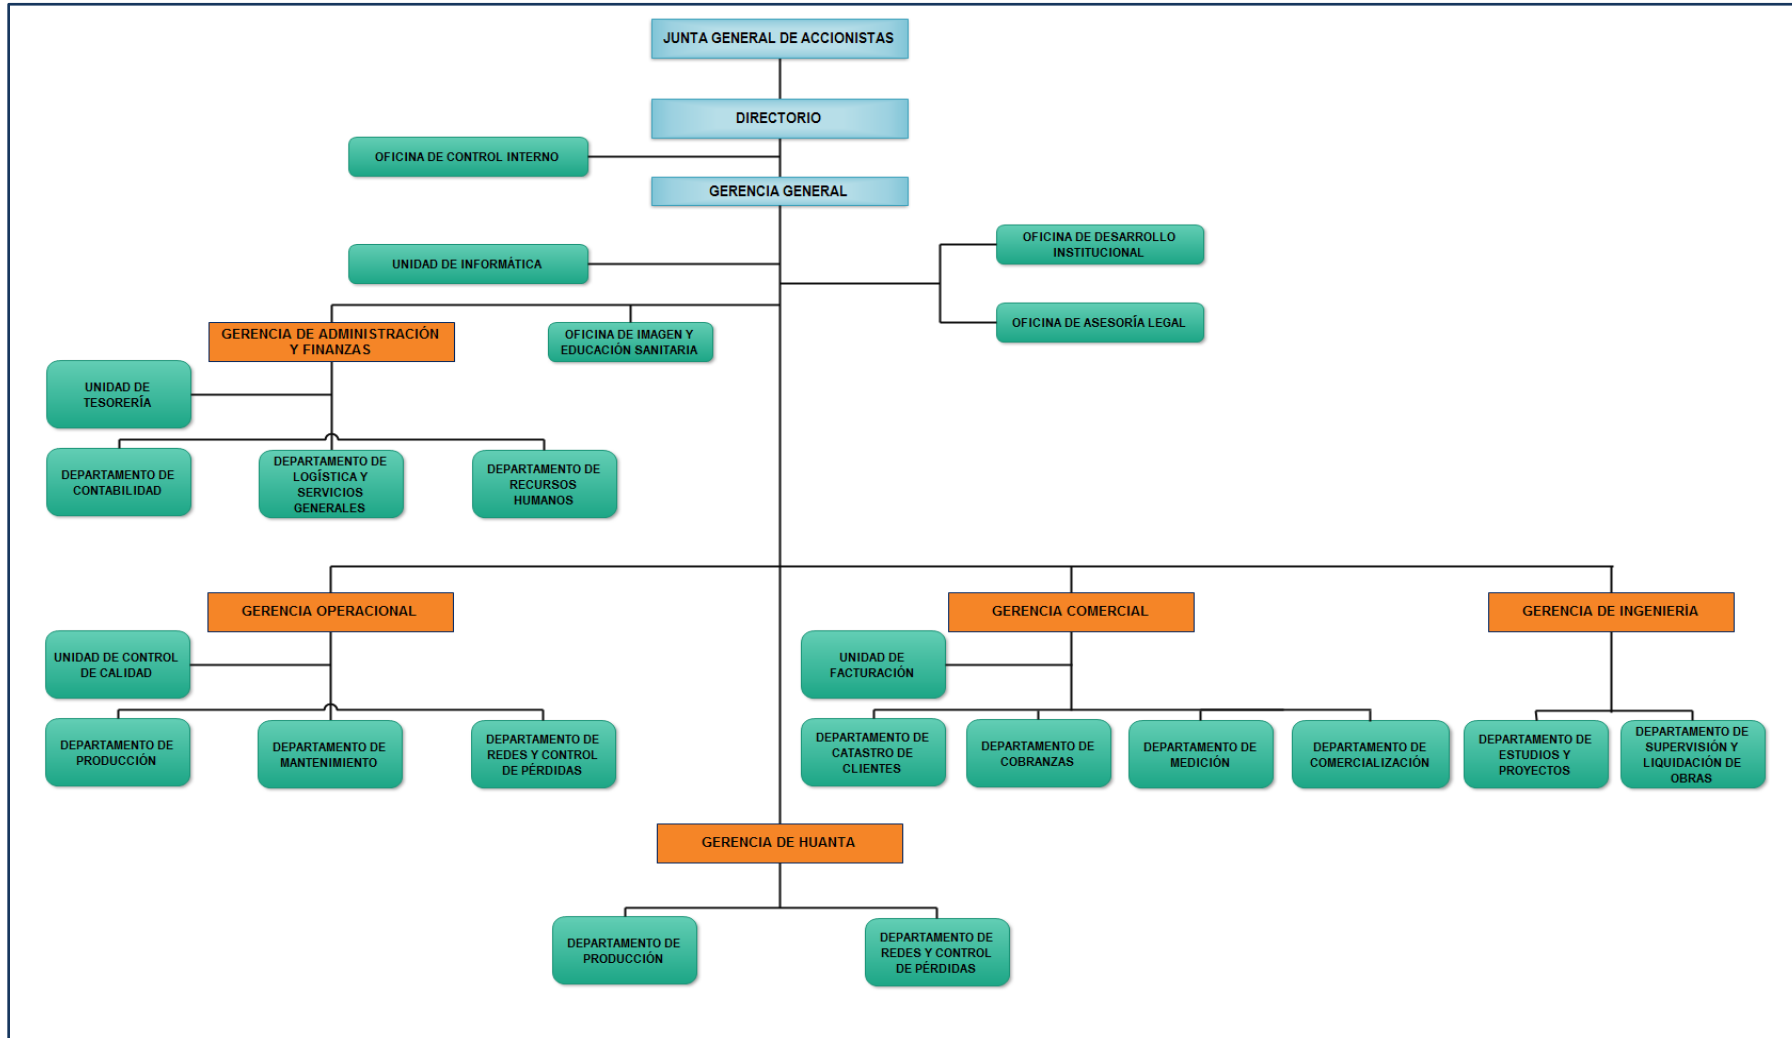 JUNTA GENERAL DE ACCIONISTAS
DIRECTORIO
OFICINA DE CONTROL INTERNO
GERENCIA GENERAL
OFICINA DE DESARROLLO
INSTITUCIONAL
UNIDAD DE INFORMÁTICA
OFICINA DE ASESORÍA LEGAL
GERENCIA DE ADMINISTRACIÓN
Y FINANZAS
OFICINA DE IMAGEN Y
EDUCACIÓN SANITARIA
UNIDAD DE
TESORERÍA
DEPARTAMENTO DE
CONTABILIDAD
DEPARTAMENTO DE
LOGÍSTICA Y
SERVICIOS
GENERALES
DEPARTAMENTO DE
RECURSOS
HUMANOS
GERENCIA OPERACIONAL
GERENCIA COMERCIAL
GERENCIA DE INGENIERÍA
UNIDAD DE CONTROL
DE CALIDAD
UNIDAD DE
FACTURACIÓN
DEPARTAMENTO DE
PRODUCCIÓN
DEPARTAMENTO DE
MANTENIMIENTO
DEPARTAMENTO DE
REDES Y CONTROL
DE PÉRDIDAS
DEPARTAMENTO DE
CATASTRO DE
CLIENTES
DEPARTAMENTO DE
COBRANZAS
DEPARTAMENTO DE
MEDICIÓN
DEPARTAMENTO DE
COMERCIALIZACIÓN
DEPARTAMENTO DE
ESTUDIOS Y
PROYECTOS
DEPARTAMENTO DE
SUPERVISIÓN Y
LIQUIDACIÓN DE
OBRAS
GERENCIA DE HUANTA
DEPARTAMENTO DE
PRODUCCIÓN
DEPARTAMENTO DE
REDES Y CONTROL
DE PÉRDIDAS